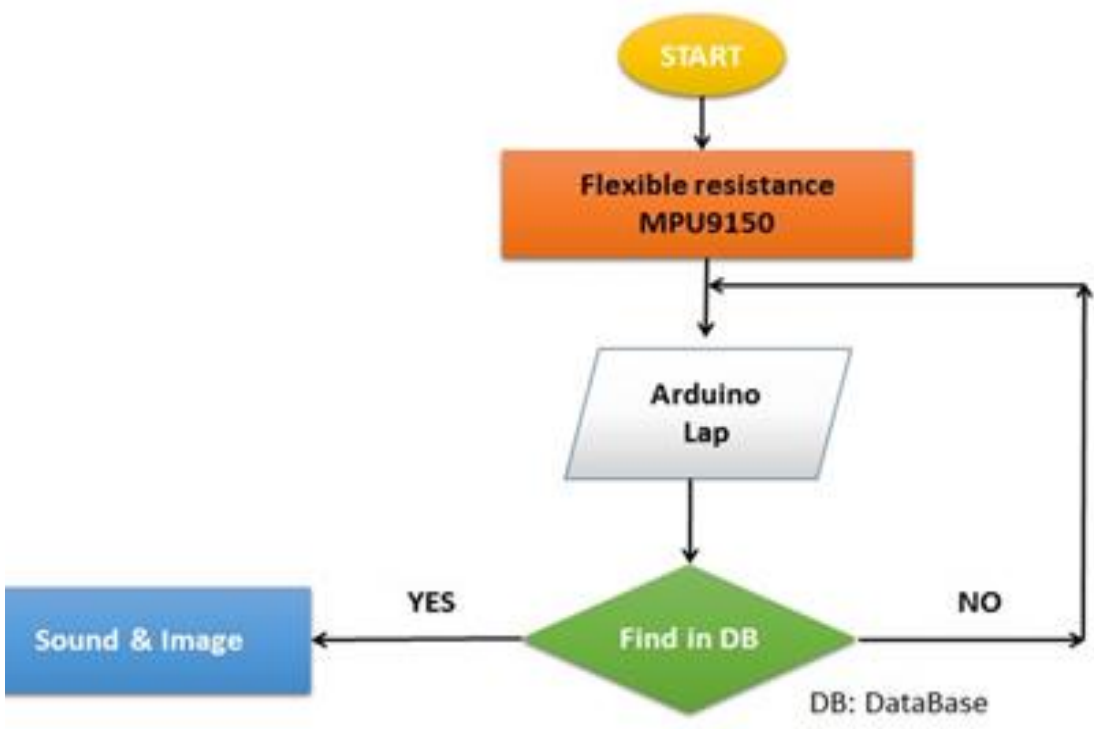 START
Flexible resistance
MPU9150
Arduino
Lap
YES
NO
Sound & Image
Find in DB
DB: DataBase